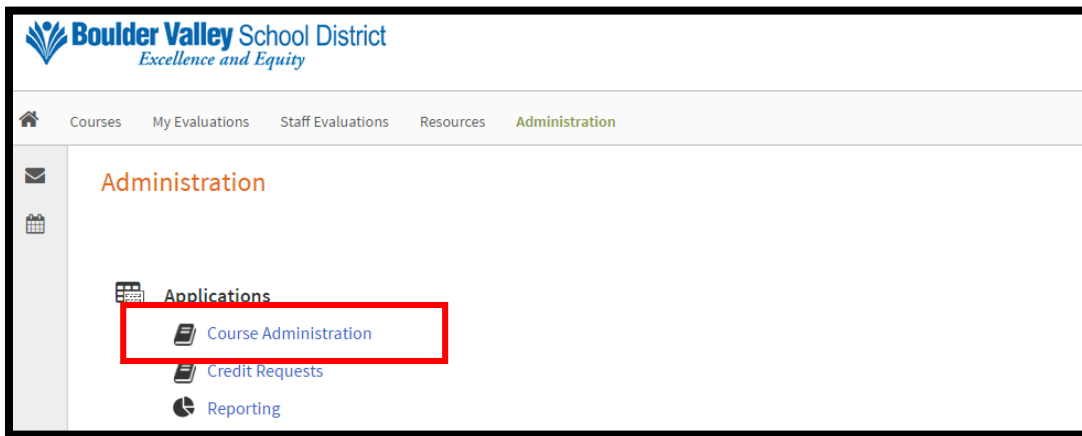 Boulder Valley School District
Excellence and Equity
Courses My Evaluations Staff Evaluations Resources Administration
Administration
Applications
Course Administration
Credit Requests
Reporting